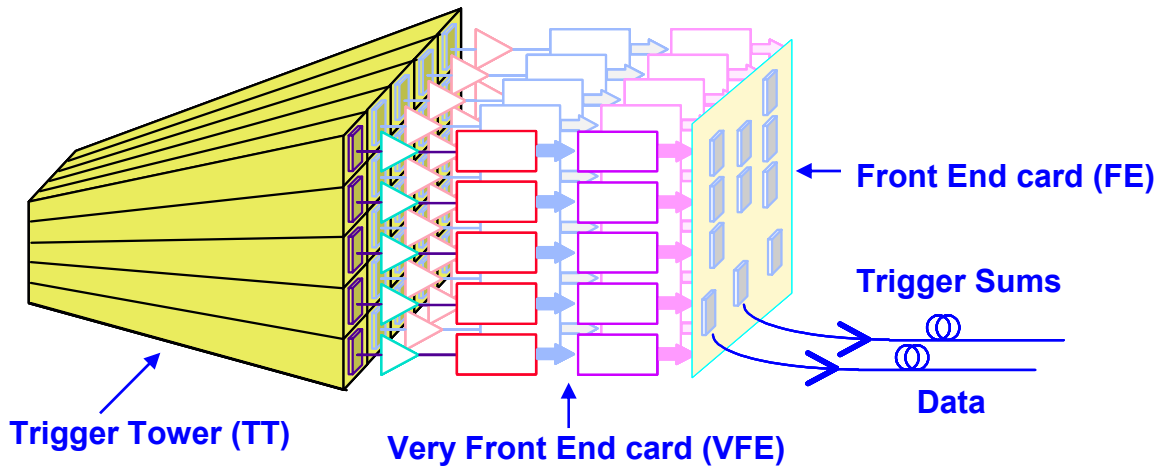 Front End card (FE)
Trigger Sums
Data
Trigger Tower (TT)
Very Front End card (VFE)